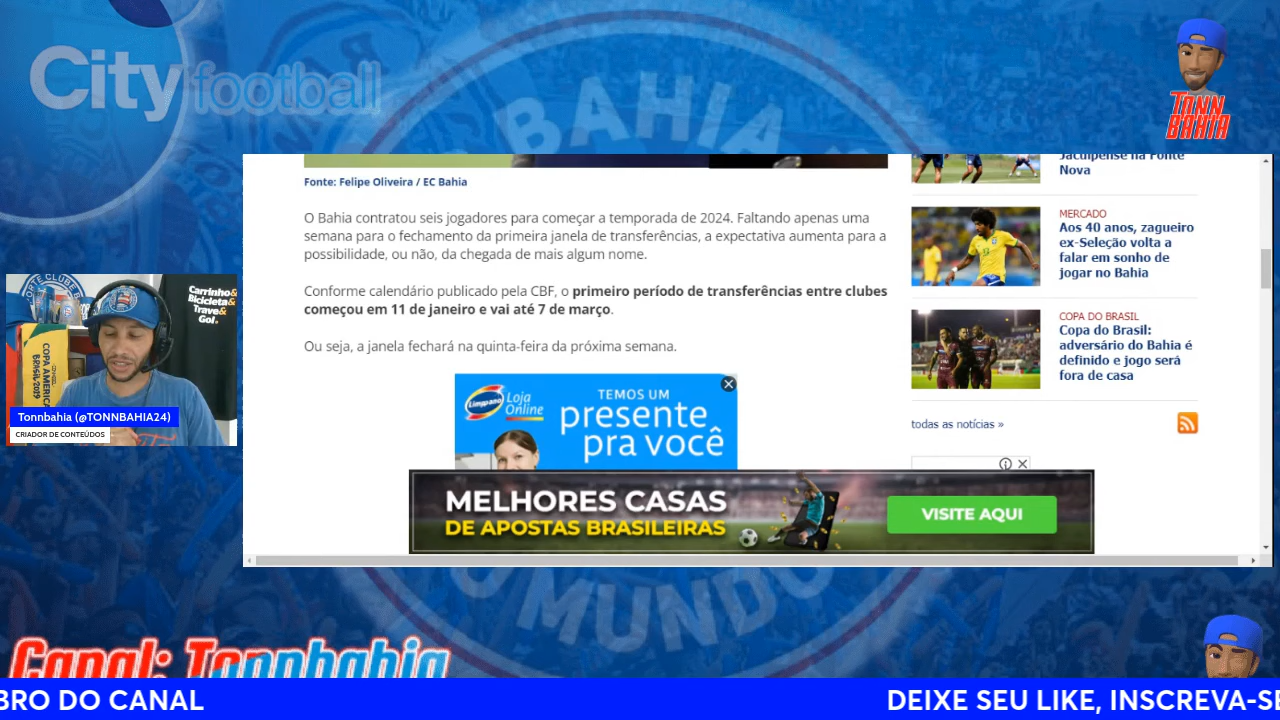 City football
BAHIA
TONN
BAHIA
Fonte: Felipe Oliveira / EC Bahia
O Bahia contratou seis jogadores para começar a temporada de 2024. Faltando apenas uma
semana para o fechamento da primeira janela de transferências, a expectativa aumenta para a
possibilidade, ou não, da chegada de mais algum nome.
Conforme calendário publicado pela CBF, o primeiro período de transferências entre clubes
começou em 11 de janeiro e vai até 7 de março.
Ou seja, a janela fechará na quinta-feira da próxima semana.
Limppano Loja
Online
TEMOS UM
presente
pra você
Jacuipense na Fonte
Nova
MERCADO
Aos 40 anos, zagueiro
ex-Seleção volta a
falar em sonho de
jogar no Bahia
COPA DO BRASIL
Copa do Brasil:
adversário do Bahia é
definido e jogo será
fora de casa
todas as notícias »
MELHORES CASAS
DE APOSTAS BRASILEIRAS
VISITE AQUI
Carrinho&
Bicicleta&
Trave&
Gol.
COPA AMERICA
BRASIL2019
Tonnbahia (@TONNBAHIA24)
CRIADOR DE CONTEÚDOS
MUNDO
Canal: Tonnbahia
BRO DO CANAL
DEIXE SEU LIKE, INSCREVA-SE